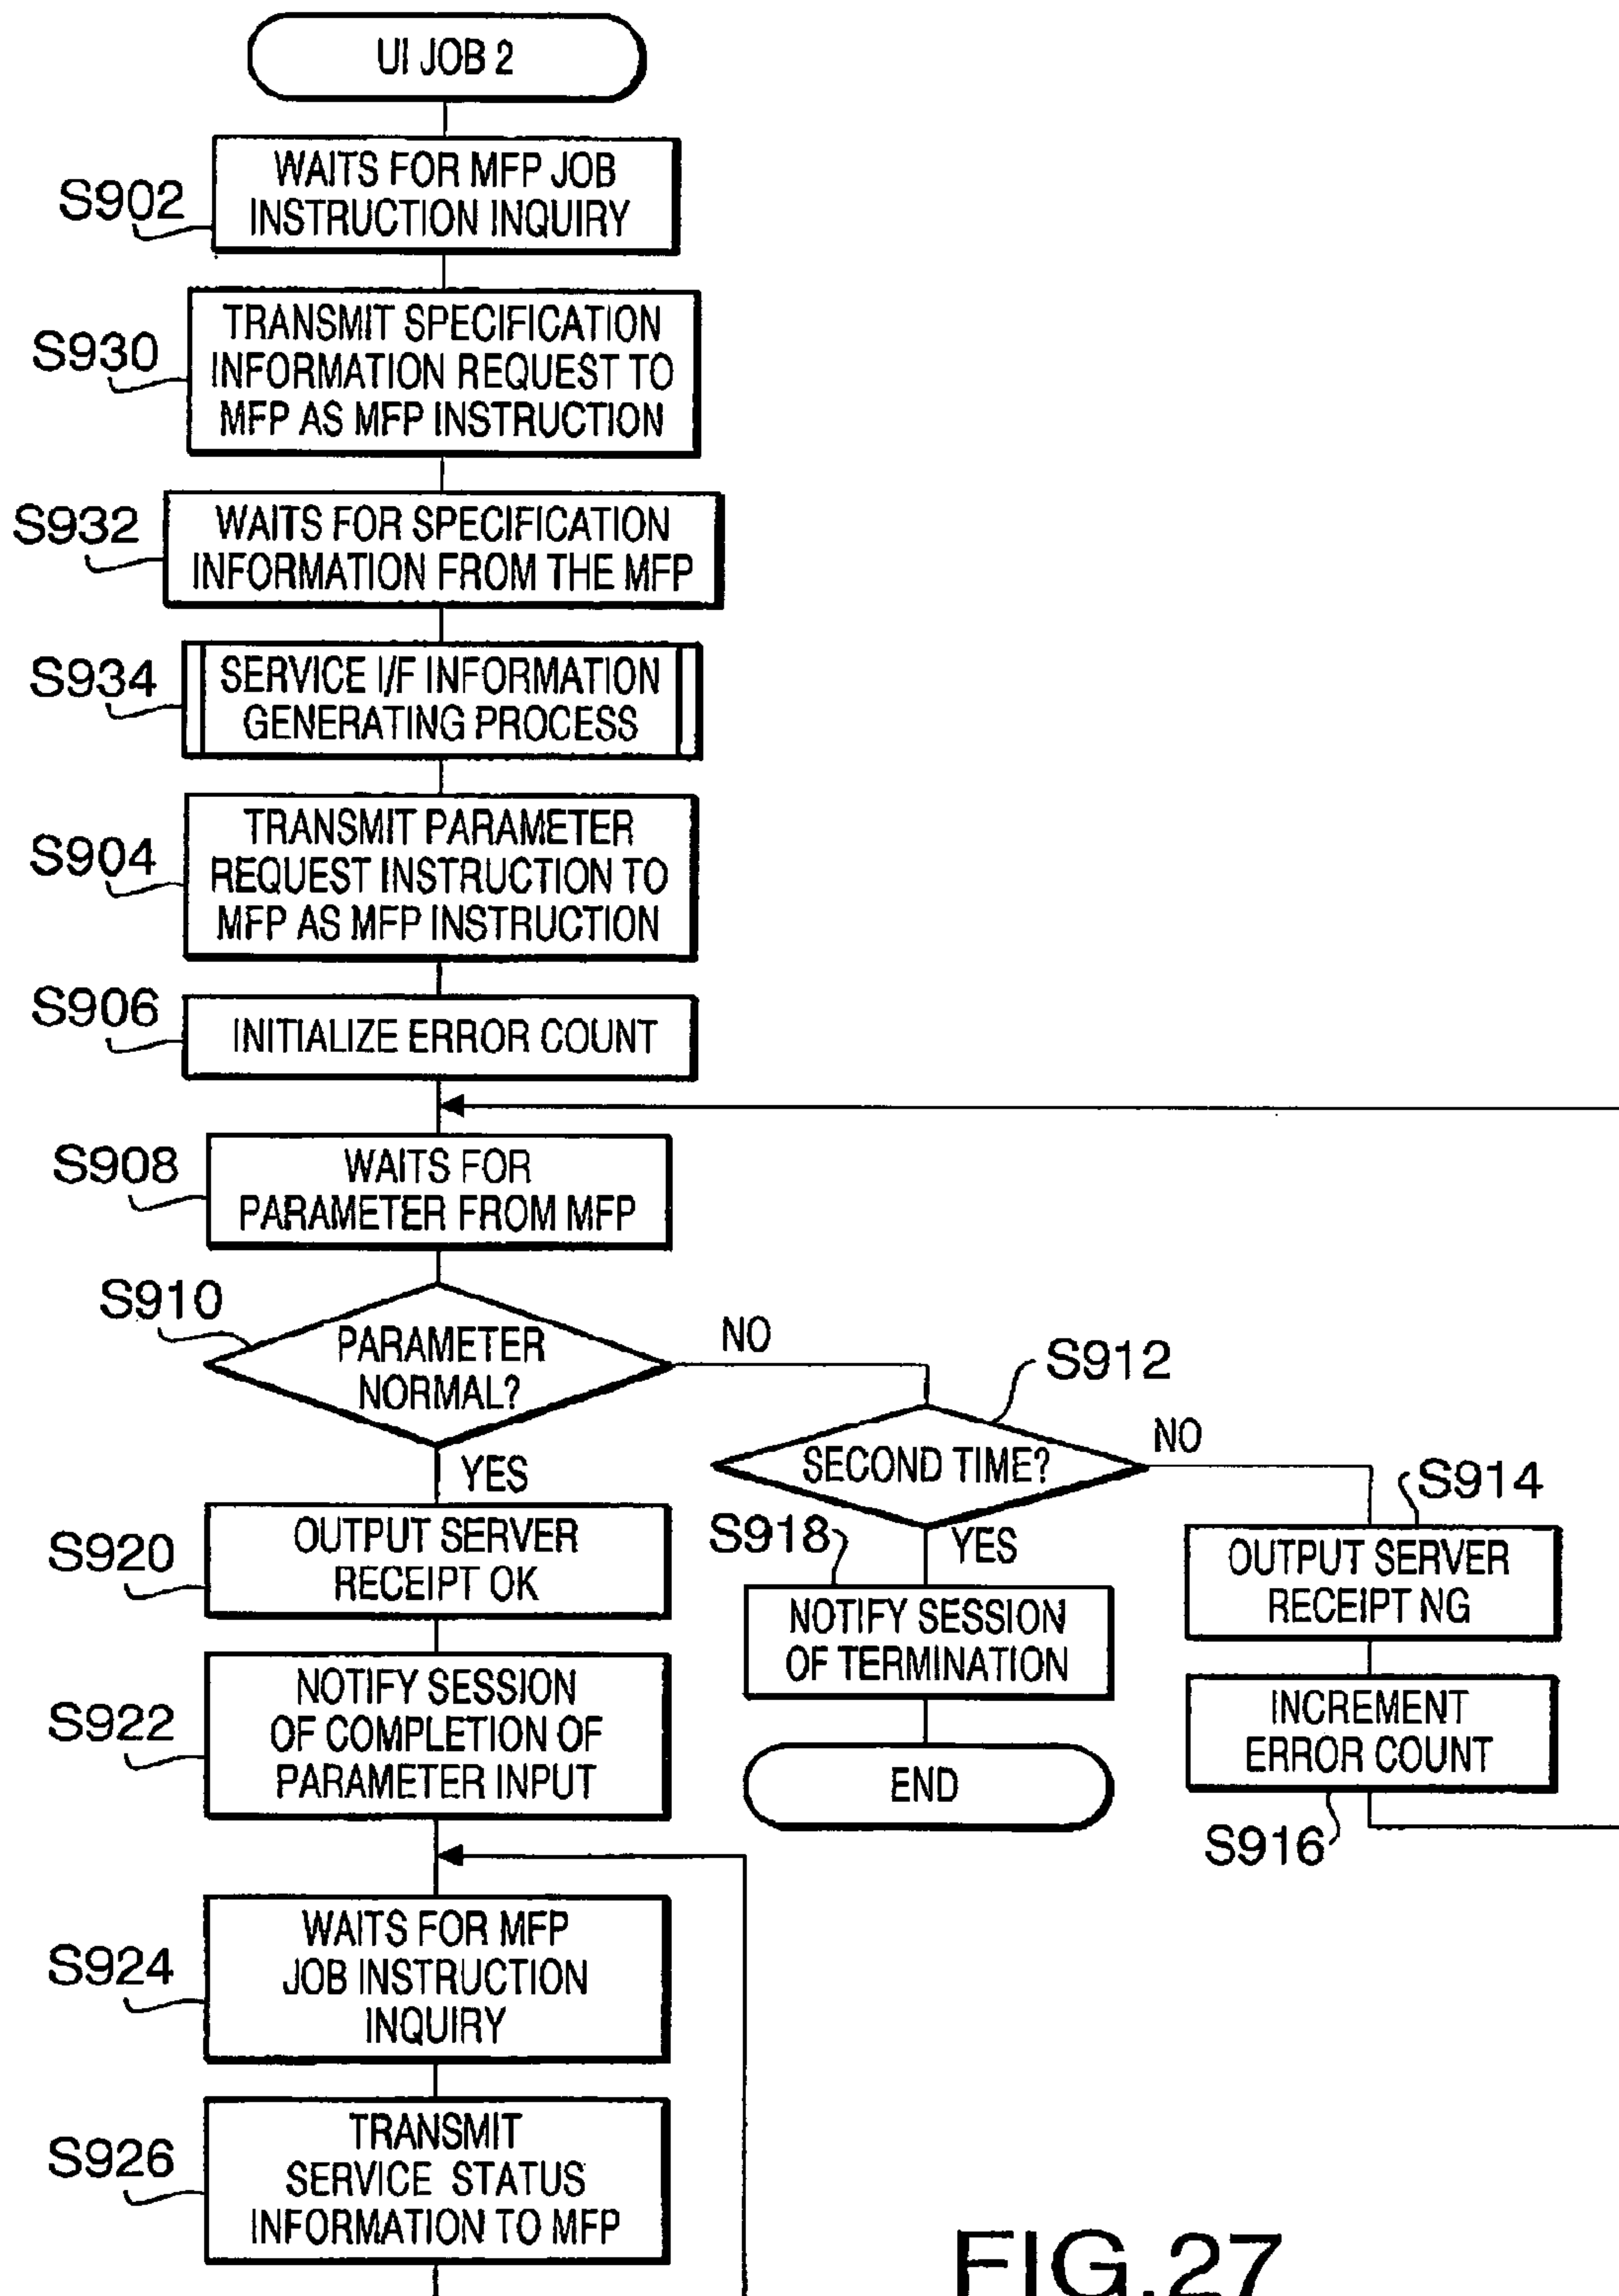 UI JOB 2
S902
WAITS FOR MFP JOB
INSTRUCTION INQUIRY
S930
TRANSMIT SPECIFICATION
INFORMATION REQUEST TO
MFP AS MFP INSTRUCTION
S932
WAITS FOR SPECIFICATION
INFORMATION FROM THE MFP
S934
SERVICE I/F INFORMATION
GENERATING PROCESS
S904
TRANSMIT PARAMETER
REQUEST INSTRUCTION TO
MFP AS MFP INSTRUCTION
S906
INITIALIZE ERROR COUNT
S908
WAITS FOR
PARAMETER FROM MFP
S910
PARAMETER
NORMAL?
NO
YES
S912
SECOND TIME?
NO
YES
S914
OUTPUT SERVER
RECEIPT NG
S916
INCREMENT
ERROR COUNT
S918
NOTIFY SESSION
OF TERMINATION
END
S920
OUTPUT SERVER
RECEIPT OK
S922
NOTIFY SESSION
OF COMPLETION OF
PARAMETER INPUT
S924
WAITS FOR MFP
JOB INSTRUCTION
INQUIRY
S926
TRANSMIT
SERVICE STATUS
INFORMATION TO MFP
FIG.27